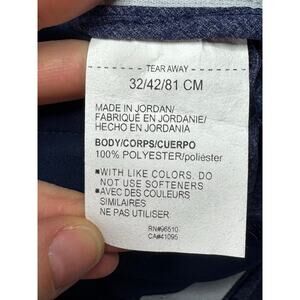 TEAR AWAY
32/42/81 CM
MADE IN JORDAN/
FABRIQUÉ EN JORDANIE/
HECHO EN JORDANIA
BODY/CORPS/CUERPO
100% POLYESTER/poliéster
▪WITH LIKE COLORS. DO
NOT USE SOFTENERS
▪AVEC DES COULEURS
SIMILAIRES
NE PAS UTILISER
RN#96510
CA#41095